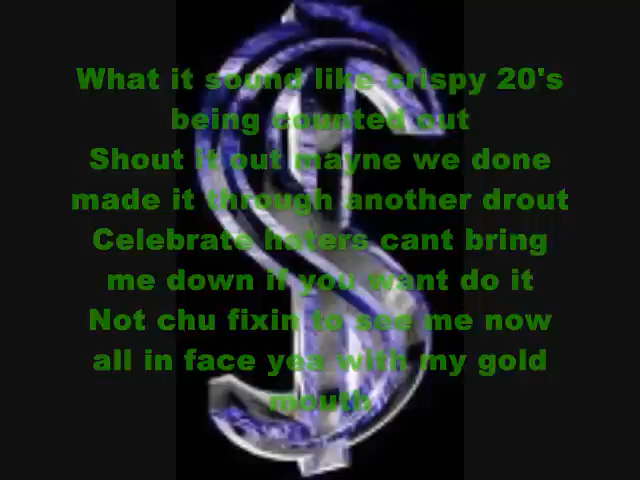 What it sound like crispy 20's
being counted out
Shout it out mayne we done
made it through another drout
Celebrate hoters cant bring
me down if you want do it
Not chu fixin to see me now
all in face yea with my gold
mouth